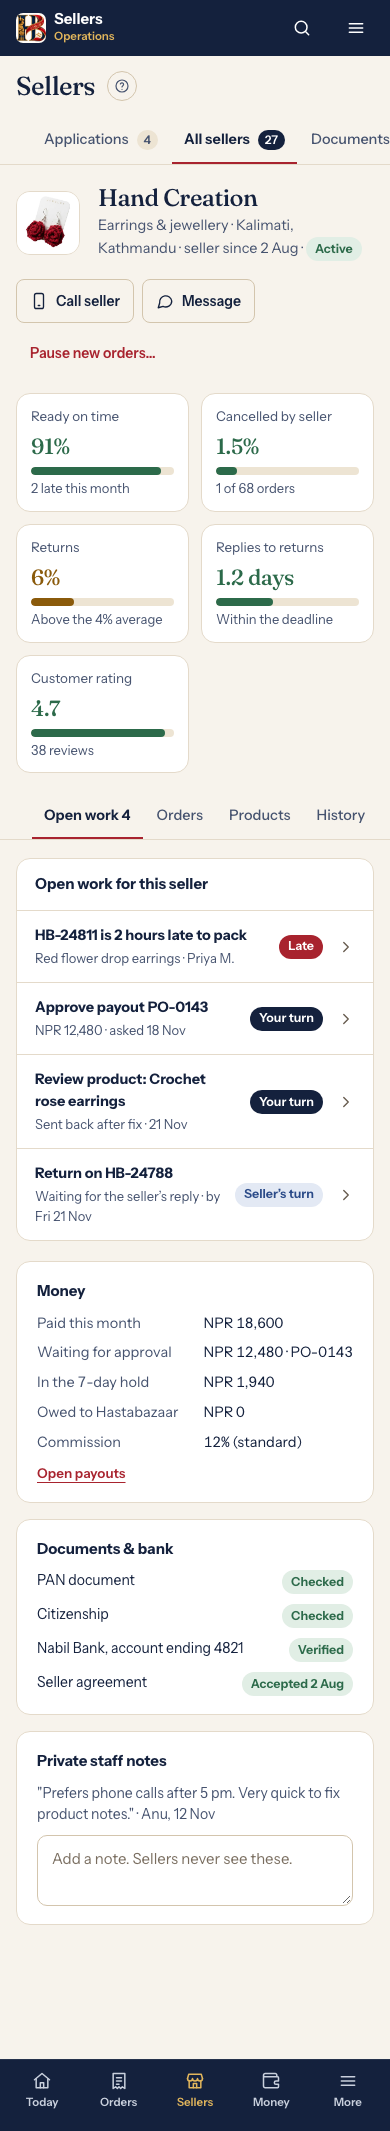 Sellers
Operations
Sellers
Applications 4 All sellers 27 Documents
Hand Creation
Earrings & jewellery · Kalimati,
Kathmandu · seller since 2 Aug · Active
Call seller Message
Pause new orders...
Ready on time
91%
2 late this month
Cancelled by seller
1.5%
1 of 68 orders
Returns
6%
Above the 4% average
Replies to returns
1.2 days
Within the deadline
Customer rating
4.7
38 reviews
Open work 4 Orders Products History
Open work for this seller
HB-24811 is 2 hours late to pack
Red flower drop earrings · Priya M.
Late
Approve payout PO-0143
NPR 12,480 · asked 18 Nov
Your turn
Review product: Crochet
rose earrings
Sent back after fix · 21 Nov
Your turn
Return on HB-24788
Waiting for the seller's reply · by
Fri 21 Nov
Seller's turn
Money
Paid this month NPR 18,600
Waiting for approval NPR 12,480 · PO-0143
In the 7-day hold NPR 1,940
Owed to Hastabazaar NPR 0
Commission 12% (standard)
Open payouts
Documents & bank
PAN document Checked
Citizenship Checked
Nabil Bank, account ending 4821 Verified
Seller agreement Accepted 2 Aug
Private staff notes
"Prefers phone calls after 5 pm. Very quick to fix
product notes." · Anu, 12 Nov
Add a note. Sellers never see these.
Today Orders Sellers Money More